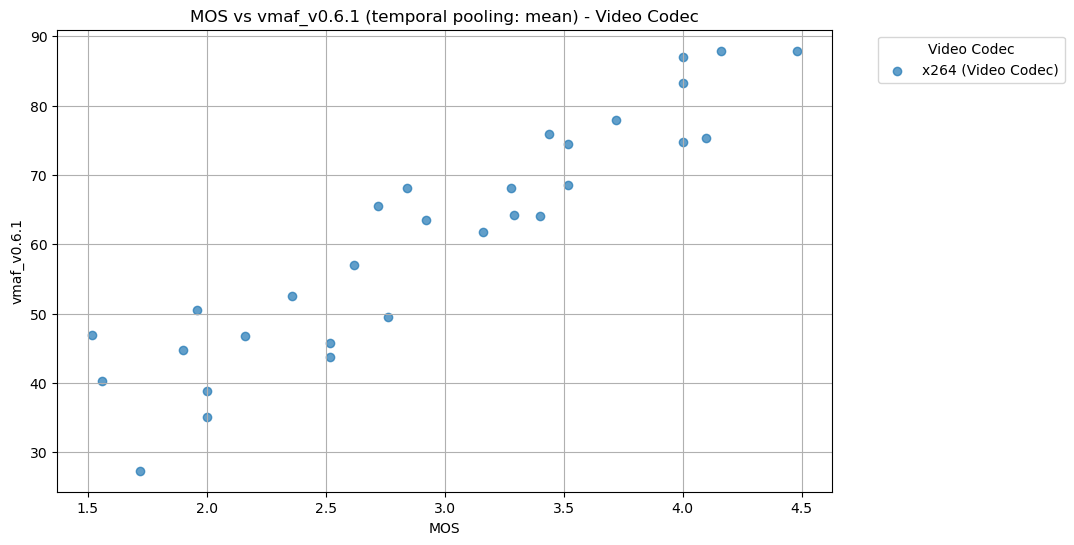 MOS vs vmaf_v0.6.1 (temporal pooling: mean) - Video Codec
Video Codec
x264 (Video Codec)
vmaf_v0.6.1
90
80
70
60
50
40
30
1.5 2.0 2.5 3.0 3.5 4.0 4.5
MOS